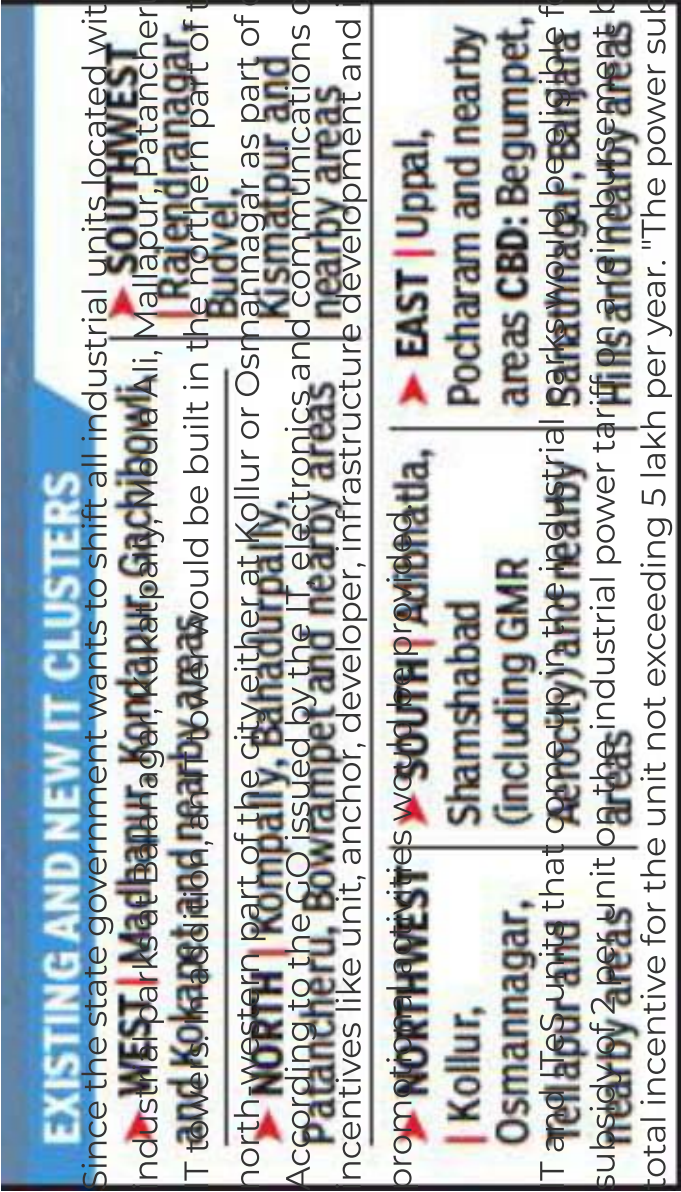 EXISTING AND NEW IT CLUSTERS
WEST | Madhapur, Kondapur, Gachibowli,
and Kokapet and nearby areas
SOUTHWEST
| Rajendranagar,
Budvel,
Kismatpur and
nearby areas
NORTH | Kompally, Bahadurpally,
Patancheru, Bowrampet and nearby areas
NORTHWEST
| Kollur,
Osmannagar,
Tellapur and
nearby areas
SOUTH | Adibhatla,
Shamshabad
(including GMR
Aerocity) and nearby
areas
EAST | Uppal,
Pocharam and nearby
areas CBD: Begumpet,
Sanathnagar, Banjara
Hills and nearby areas
Since the state government wants to shift all industrial units located
industrial parks at Balanagar, Kukatpally, Moula Ali, Mallapur, Patancher
IT towers. In addition, an IT tower would be built in the northern part of
north-western part of the city either at Kollur or Osmannagar as part of
According to the GO issued by the IT, electronics and communications
incentives like unit, anchor, developer, infrastructure development and
promotional activities would be provided.
IT and ITeS units that come up in the industrial parks would be eligible
subsidy of 2 per unit on the industrial power tariff on a reimbursement
total incentive for the unit not exceeding 5 lakh per year. "The power